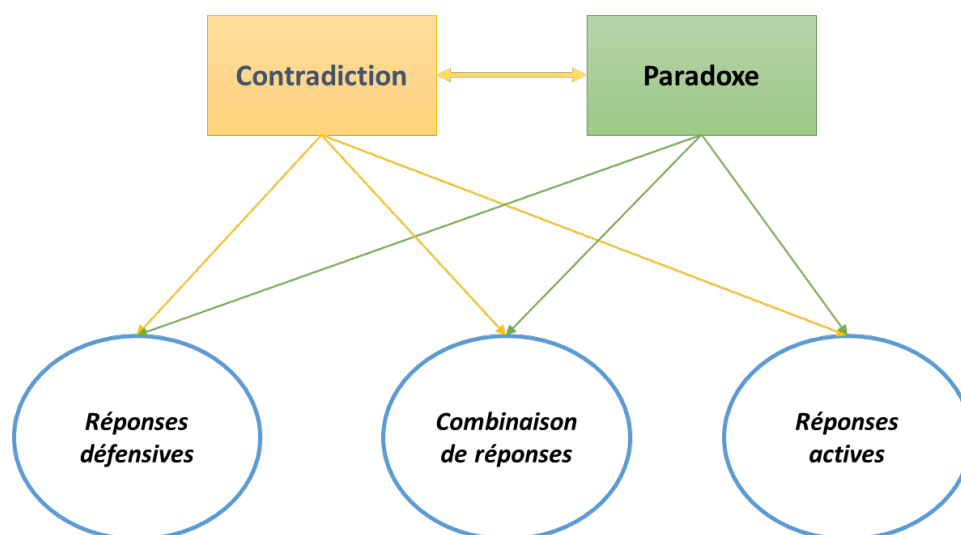 Contradiction
Paradoxe
Réponses
défensives
Combinaison
de réponses
Réponses
actives